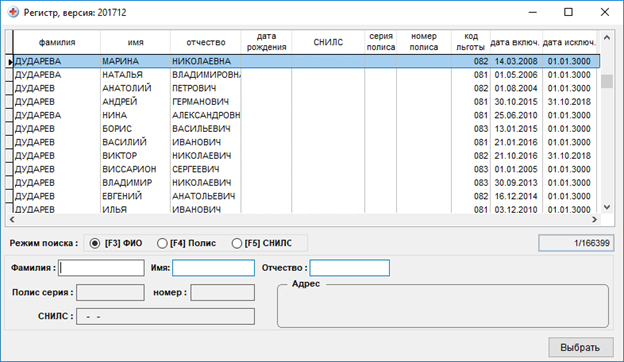 Регистр, версия: 201712
фамилия имя отчество дата рождения СНИЛС серия полиса номер полиса код льготы дата включ. дата исключ.
ДУДАРЕВА МАРИНА НИКОЛАЕВНА 082 14.03.2008 01.01.3000
ДУДАРЕВА НАТАЛЬЯ ВЛАДИМИРОВН 081 01.05.2006 01.01.3000
ДУДАРЕВ АНАТОЛИЙ ПЕТРОВИЧ 082 01.08.2004 01.01.3000
ДУДАРЕВ АНДРЕЙ ГЕРМАНОВИЧ 081 30.10.2015 31.10.2018
ДУДАРЕВА НИНА АЛЕКСАНДРОВН 081 25.06.2010 01.01.3000
ДУДАРЕВ БОРИС ВАСИЛЬЕВИЧ 083 13.01.2015 01.01.3000
ДУДАРЕВ ВАСИЛИЙ ИВАНОВИЧ 081 21.01.2016 01.01.3000
ДУДАРЕВ ВИКТОР НИКОЛАЕВИЧ 082 21.10.2016 31.10.2018
ДУДАРЕВ ВИССАРИОН СЕРГЕЕВИЧ 083 01.01.2005 01.01.3000
ДУДАРЕВ ВЛАДИМИР НИКОЛАЕВИЧ 083 30.09.2013 01.01.3000
ДУДАРЕВ ЕВГЕНИЙ АНАТОЛЬЕВИЧ 082 16.12.2014 01.01.3000
ДУДАРЕВ ИЛЬЯ ИВАНОВИЧ 081 03.12.2010 01.01.3000
Режим поиска : [F3] ФИО [F4] Полис [F5] СНИЛС 1/166399
Фамилия : Имя: Отчество :
Полис серия : номер : Адрес
СНИЛС : - -
Выбрать